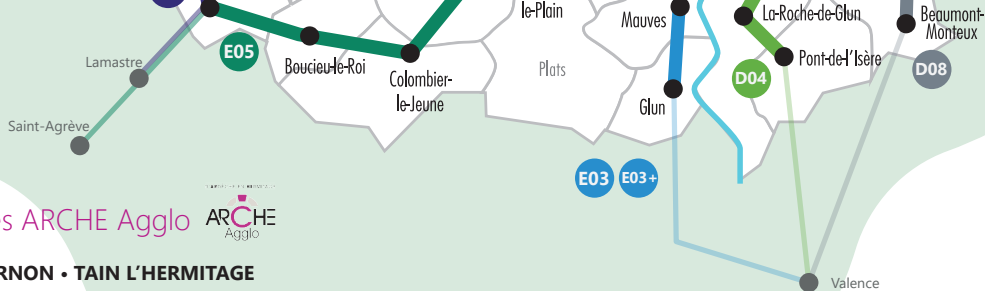 le-Plain
Mauves
La-Roche-de-Glun
Beaumont-
Monteux
E05
Boucieu-le-Roi
Lamastre
Colombier-
le-Jeune
Plats
Pont-de-l'Isère
D04
D08
Glun
Saint-Agrève
E03
E03+
s ARCHE Agglo
ARCHE
Agglo
RNON • TAIN L'HERMITAGE
Valence